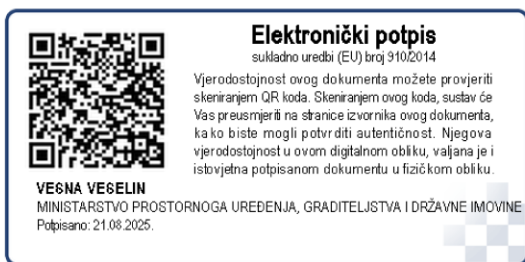 Elektronički potpis
sukladno uredbi (EU) broj 910/2014
Vjerodostojnost ovog dokumenta možete provjeriti
skeniranjem QR koda. Skeniranjem ovog koda, sustav će
Vas preusmjeriti na stranice izvornika ovog dokumenta,
kako biste mogli potvrditi autentičnost. Njegova
vjerodostojnost u ovom digitalnom obliku, valjana je i
istovjetna potpisanom dokumentu u fizičkom obliku.
VESNA VESELIN
MINISTARSTVO PROSTORNOGA UREĐENJA, GRADITELJSTVA I DRŽAVNE IMOVINE
Potpisano: 21.08.2025.